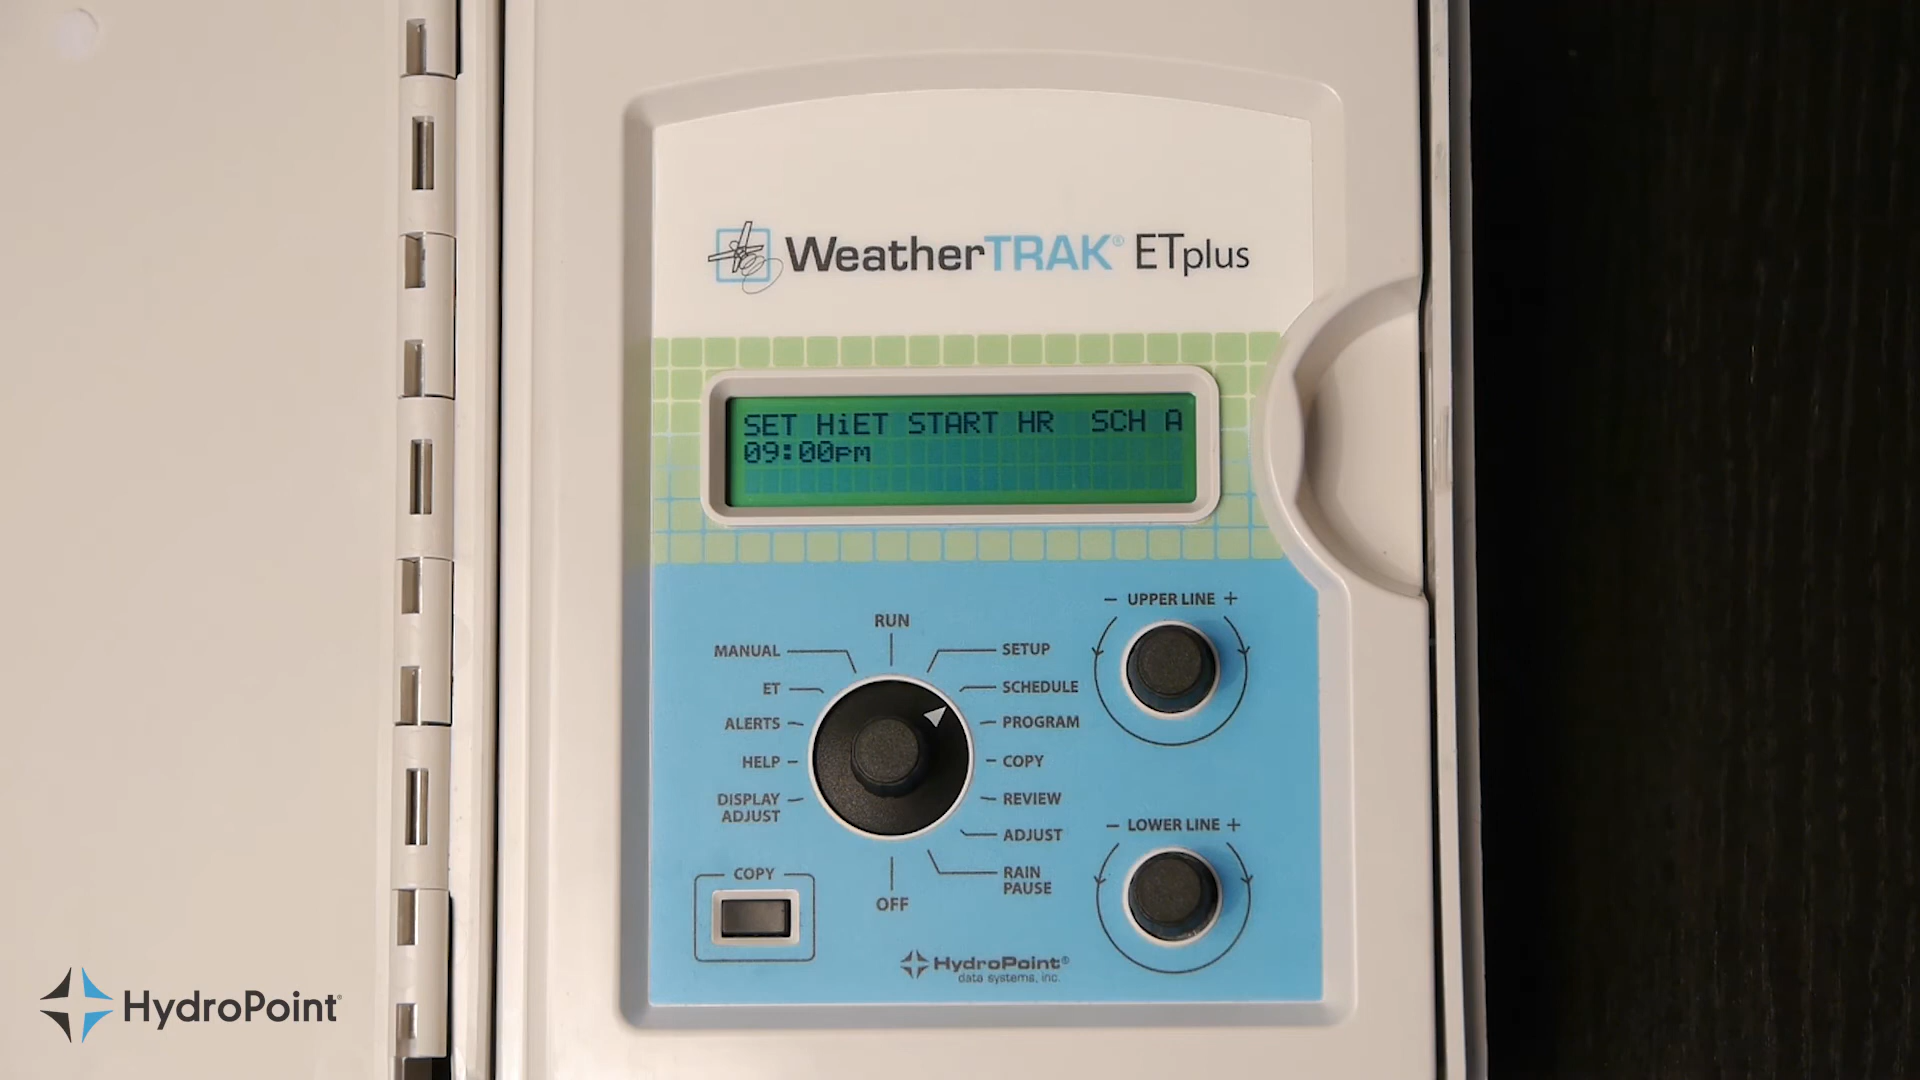 WeatherTRAK® ETplus
SET HiET START HR SCH A
09:00pm
RUN
MANUAL
ET
ALERTS
HELP
DISPLAY
ADJUST
SETUP
SCHEDULE
PROGRAM
COPY
REVIEW
ADJUST
RAIN
PAUSE
OFF
COPY
− UPPER LINE +
− LOWER LINE +
HydroPoint®
data systems, inc.
HydroPoint®